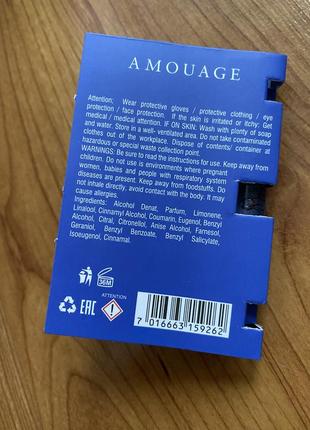 AMOUAGE
Attention; Wear protective gloves / protective clothing / eye
protection / face protection. If the skin is irritated or itchy: Get
medical / medical attention. IF ON SKIN: Wash with plenty of soap
and water. Store in a well- ventilated area. Do not take contaminated
clothes out of the workplace. Dispose of contents/ container at
hazardous or special waste collection point.
WARNINGS: Be sure to read the instructions for use. Keep away from
children. Do not use in environments where pregnant
women, babies and people with respiratory system
diseases are present. Keep away from foodstuffs. Do
not inhale directly, avoid contact with the body. It may
cause allergies.
Ingredients: Alcohol Denat, Parfum, Limonene,
Linalool, Cinnamyl Alcohol, Coumarin, Eugenol, Benzyl
Alcohol, Citral, Citronellol, Anise Alcohol, Farnesol,
Geraniol, Benzyl Benzoate, Benzyl Salicylate,
Isoeugenol, Cinnamal.
36M
ATTENTION
EAC
7 016663 159262